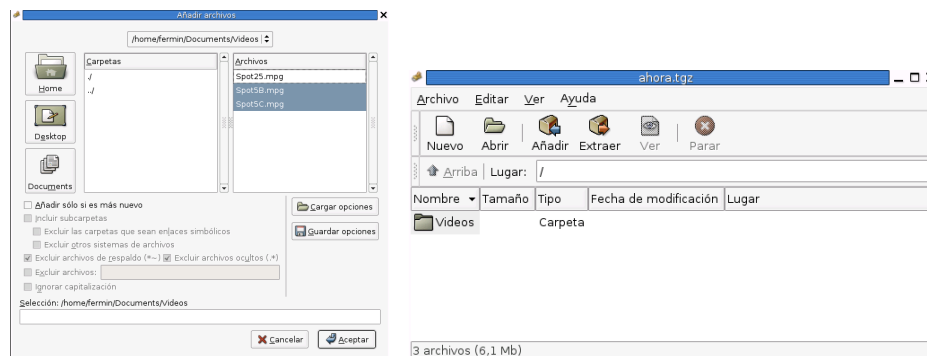 Añadir archivos
/home/fermin/Documents/Videos
Home
Desktop
Documents
Carpetas
./
../
Archivos
Spot25.mpg
Spot5B.mpg
Spot5C.mpg
Añadir sólo si es más nuevo
Incluir subcarpetas
Excluir las carpetas que sean enlaces simbólicos
Excluir otros sistemas de archivos
Excluir archivos de respaldo (*~) Excluir archivos ocultos (.*)
Excluir archivos:
Ignorar capitalización
Cargar opciones
Guardar opciones
Selección: /home/fermin/Documents/Videos
Cancelar Aceptar
ahora.tgz
Archivo Editar Ver Ayuda
Nuevo Abrir Añadir Extraer Ver Parar
Arriba Lugar: /
Nombre Tamaño Tipo Fecha de modificación Lugar
Videos Carpeta
3 archivos (6,1 Mb)